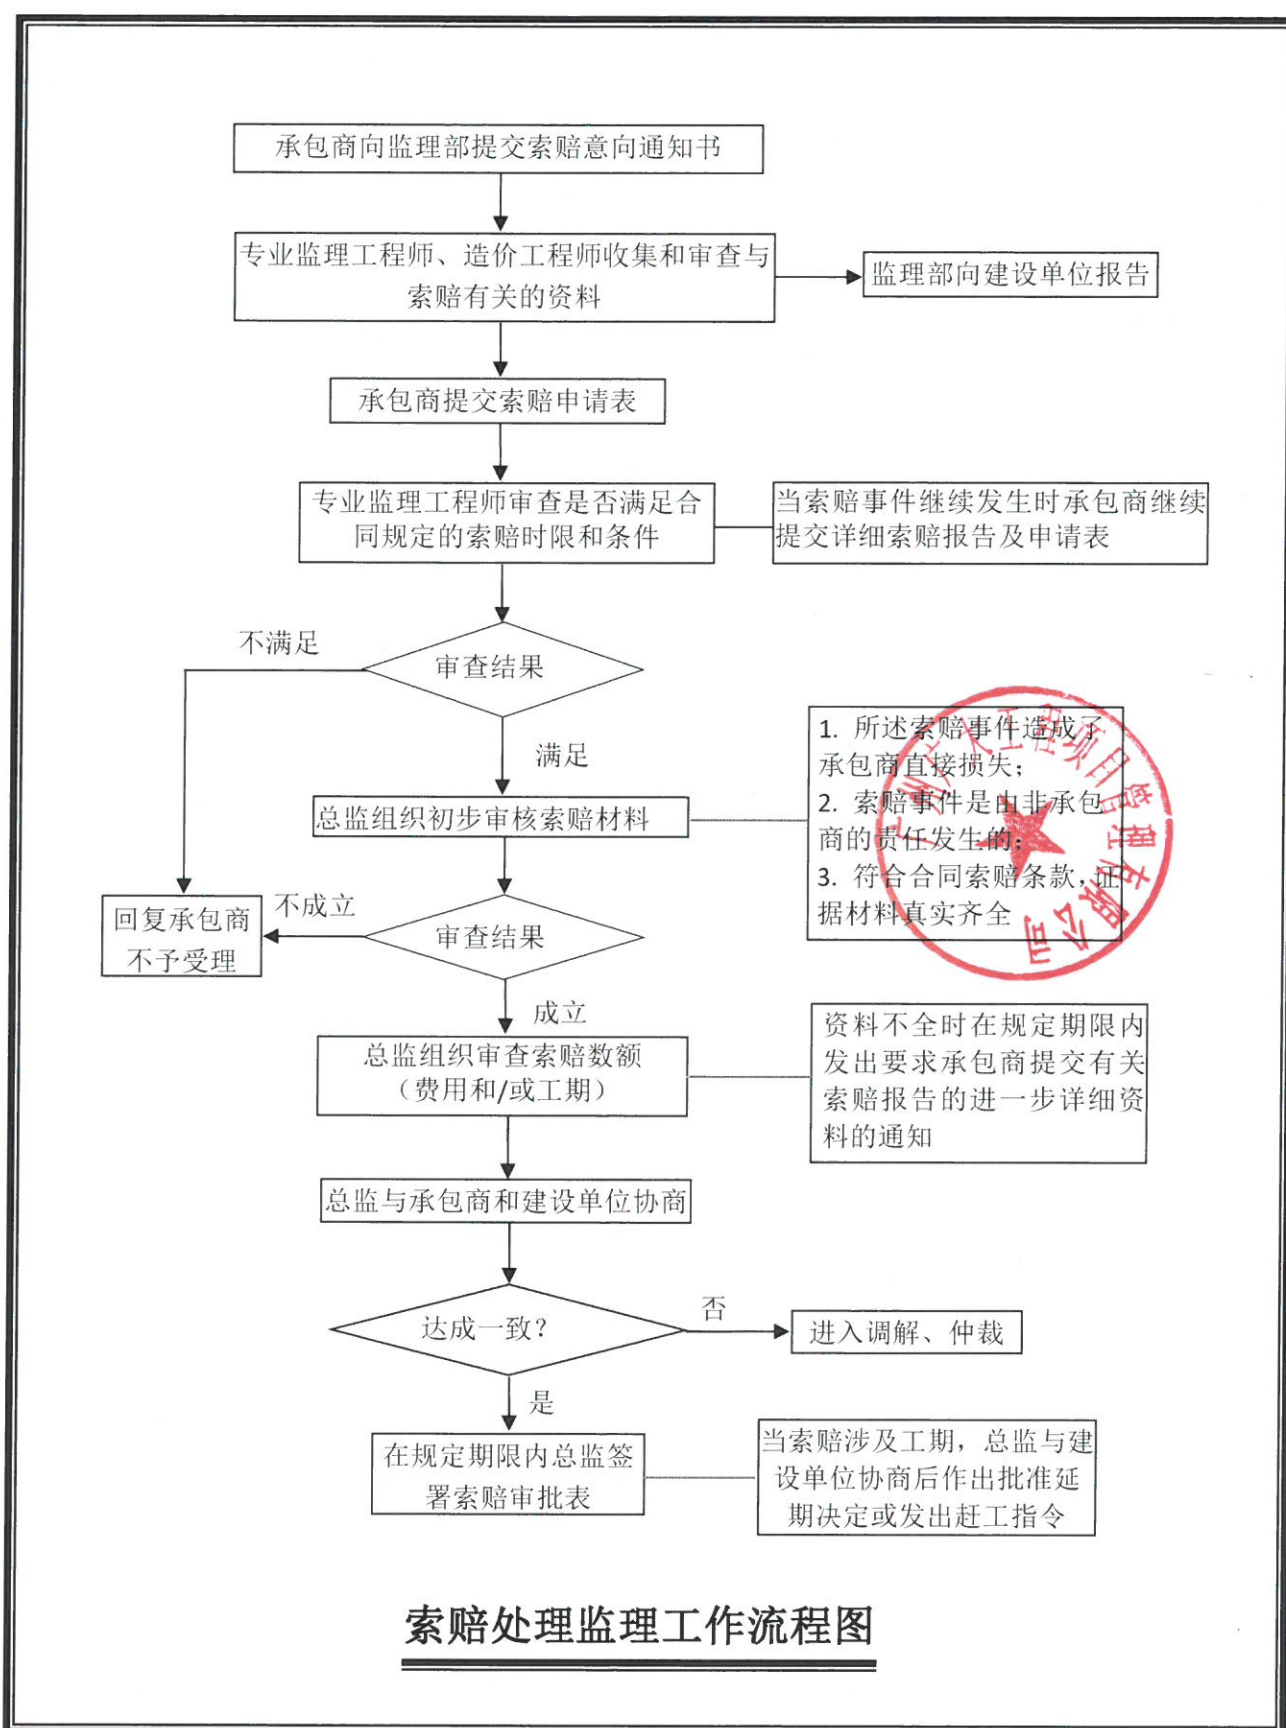 承包商向监理部提交索赔意向通知书
专业监理工程师、造价工程师收集和审查与
索赔有关的资料
监理部向建设单位报告
承包商提交索赔申请表
专业监理工程师审查是否满足合
同规定的索赔时限和条件
当索赔事件继续发生时承包商继续
提交详细索赔报告及申请表
不满足
审查结果
满足
1. 所述索赔事件造成了
承包商直接损失;
2. 索赔事件是由非承包
商的责任发生的;
3. 符合合同索赔条款,证
据材料真实齐全
广州广大工程项目管理有限公司
总监组织初步审核索赔材料
回复承包商
不予受理
不成立
审查结果
成立
总监组织审查索赔数额
（费用和/或工期）
资料不全时在规定期限内
发出要求承包商提交有关
索赔报告的进一步详细资
料的通知
总监与承包商和建设单位协商
达成一致？
否
进入调解、仲裁
是
在规定期限内总监签
署索赔审批表
当索赔涉及工期，总监与建
设单位协商后作出批准延
期决定或发出赶工指令
索赔处理监理工作流程图